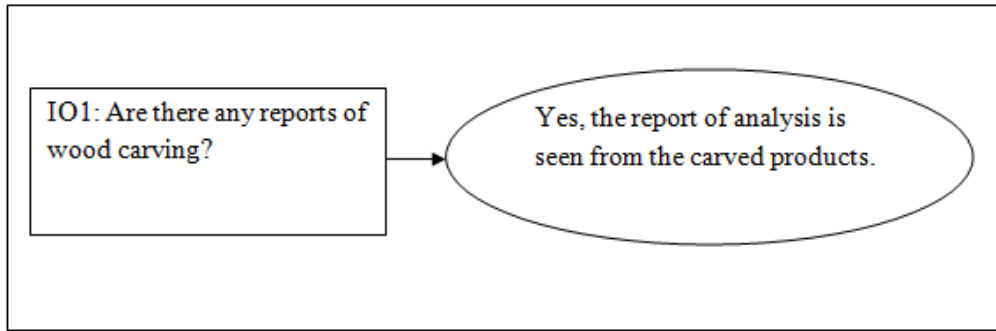 IO1: Are there any reports of
wood carving?
Yes, the report of analysis is
seen from the carved products.